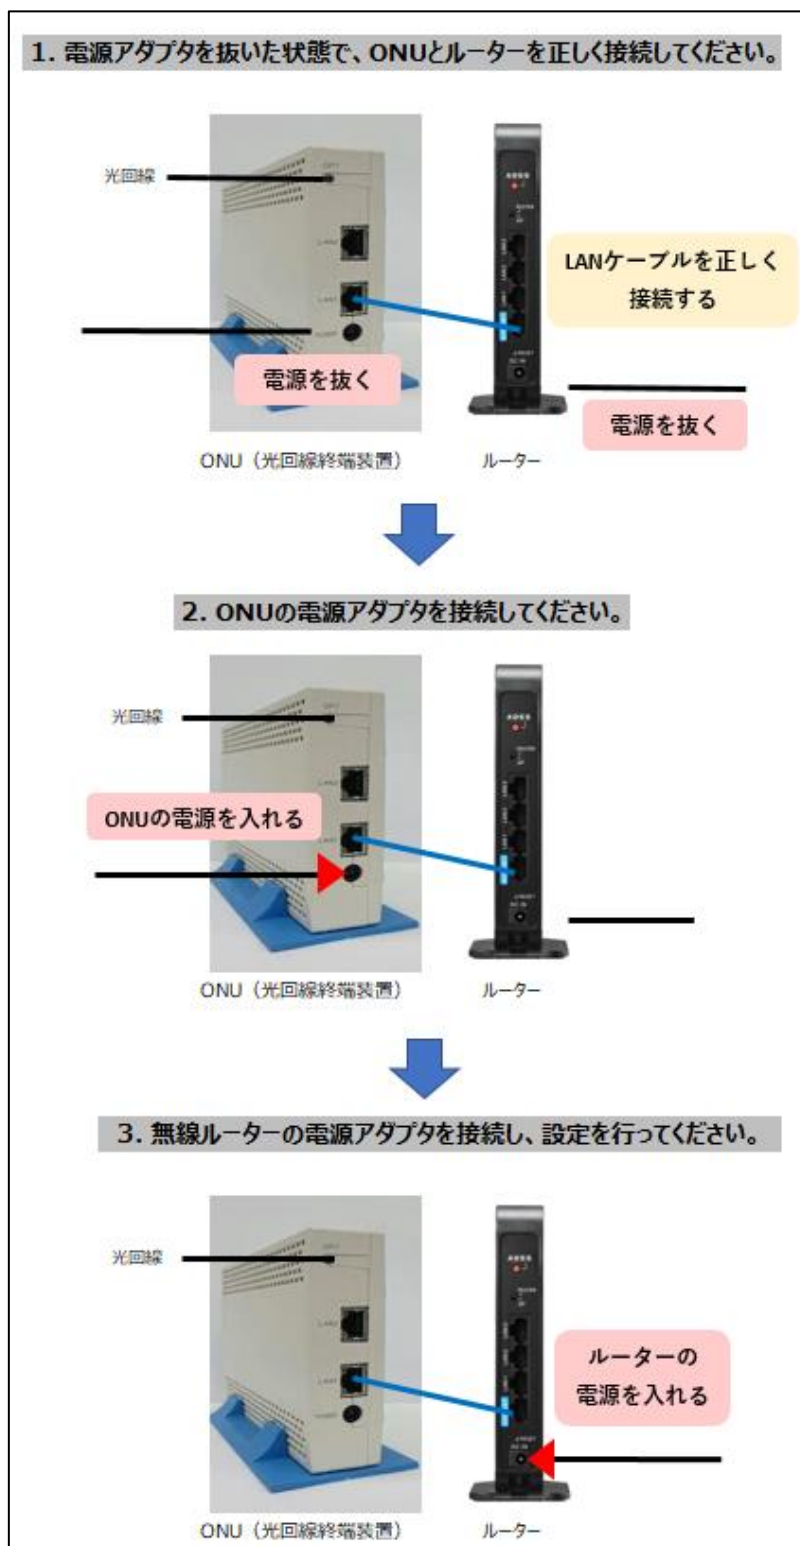 1. 電源アダプタを抜いた状態で、ONUとルーターを正しく接続してください。
光回線
LANケーブルを正しく
接続する
電源を抜く
電源を抜く
ONU（光回線終端装置）
ルーター
2. ONUの電源アダプタを接続してください。
光回線
ONUの電源を入れる
ONU（光回線終端装置）
ルーター
3. 無線ルーターの電源アダプタを接続し、設定を行ってください。
光回線
ルーターの
電源を入れる
ONU（光回線終端装置）
ルーター